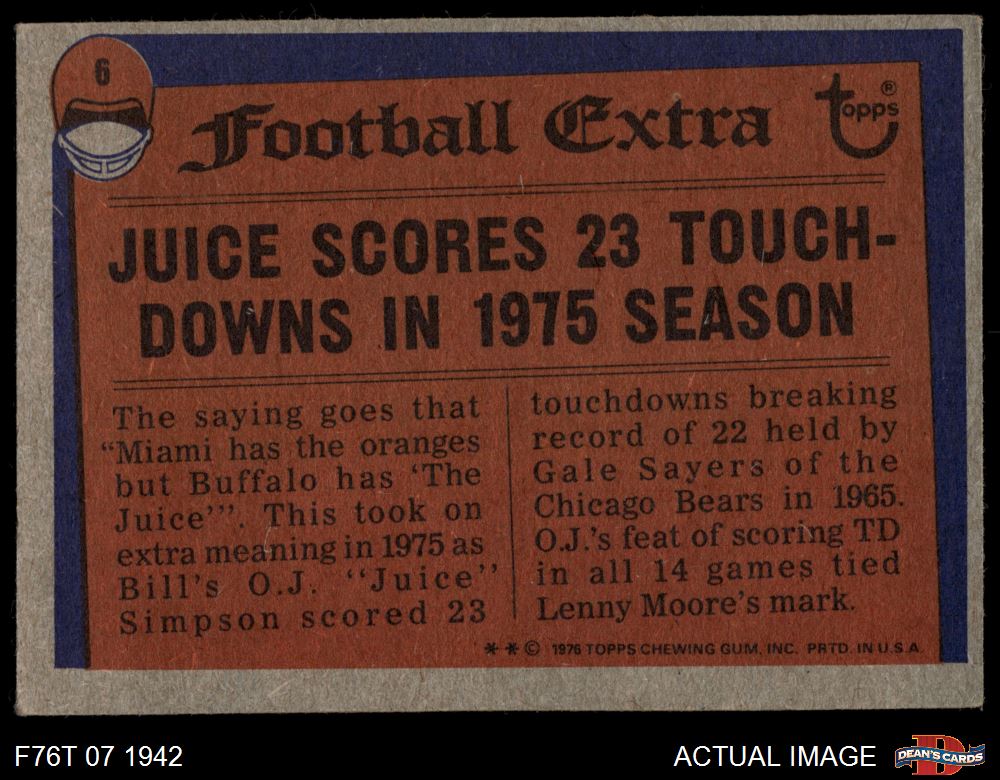 6
Football Extra
topps®
JUICE SCORES 23 TOUCH-
DOWNS IN 1975 SEASON
The saying goes that
“Miami has the oranges
but Buffalo has ‘The
Juice’”. This took on
extra meaning in 1975 as
Bill's O.J. “Juice”
Simpson scored 23
touchdowns breaking
record of 22 held by
Gale Sayers of the
Chicago Bears in 1965.
O.J.'s feat of scoring TD
in all 14 games tied
Lenny Moore's mark.
* * © 1976 TOPPS CHEWING GUM, INC. PRTD. IN U.S.A.
F76T 07 1942
ACTUAL IMAGE
D
DEAN'S CARDS